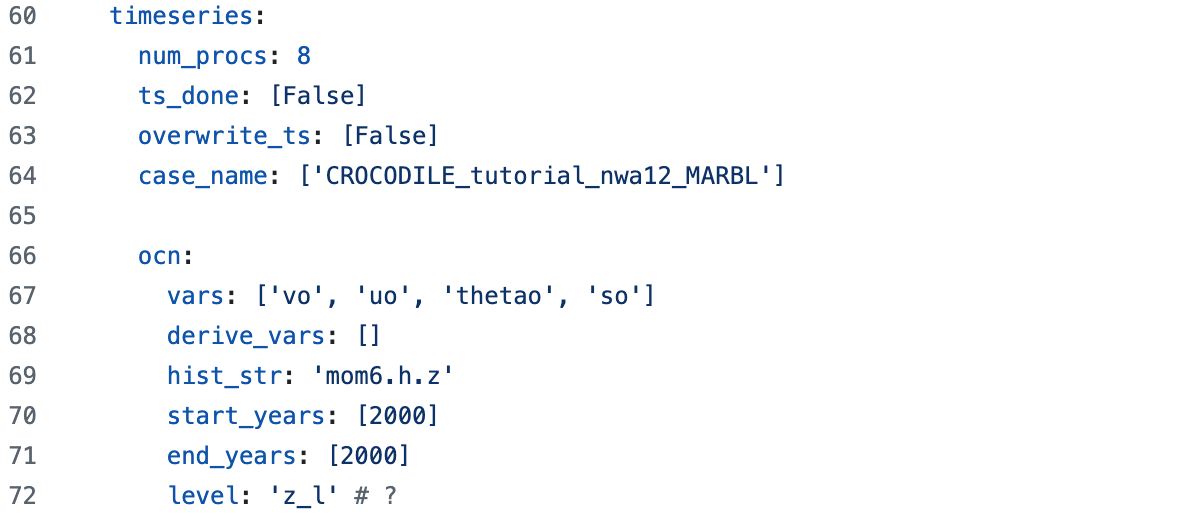 60 timeseries:
61 num_procs: 8
62 ts_done: [False]
63 overwrite_ts: [False]
64 case_name: ['CROCODILE_tutorial_nwa12_MARBL']
65
66 ocn:
67 vars: ['vo', 'uo', 'thetao', 'so']
68 derive_vars: []
69 hist_str: 'mom6.h.z'
70 start_years: [2000]
71 end_years: [2000]
72 level: 'z_l' # ?